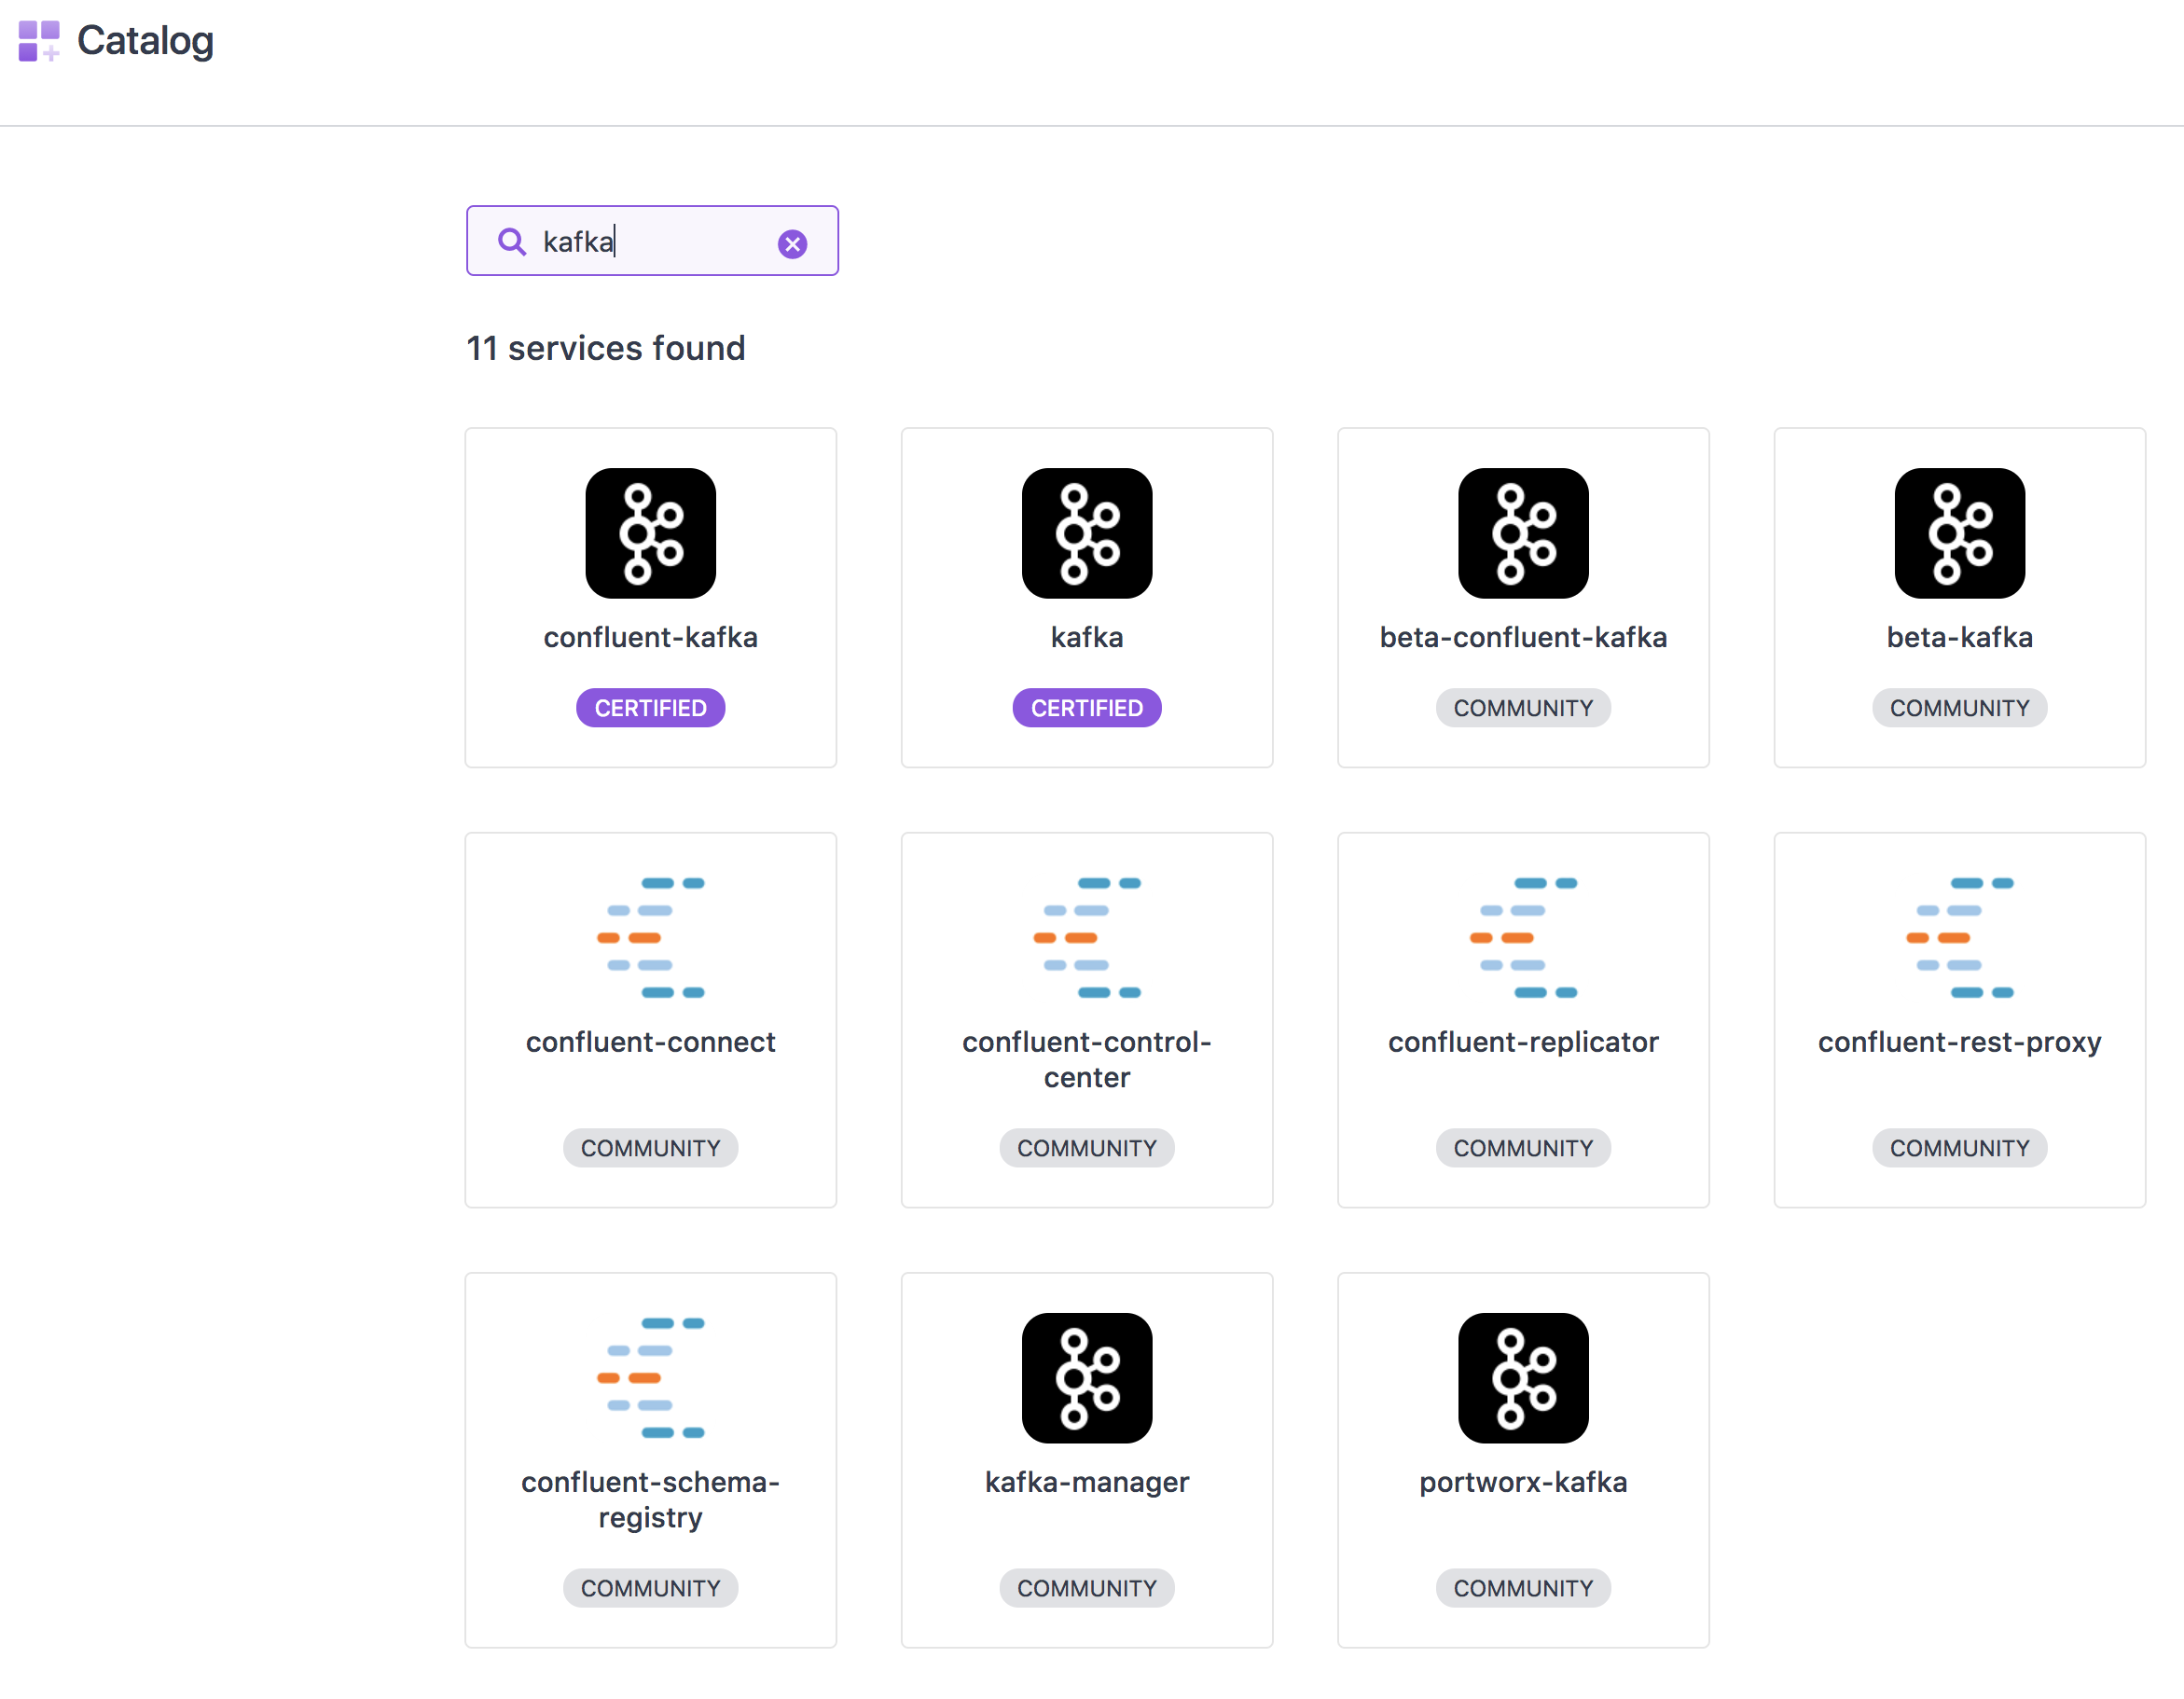 Catalog
kafka
11 services found
confluent-kafka
CERTIFIED
kafka
CERTIFIED
beta-confluent-kafka
COMMUNITY
beta-kafka
COMMUNITY
confluent-connect
COMMUNITY
confluent-control-
center
COMMUNITY
confluent-replicator
COMMUNITY
confluent-rest-proxy
COMMUNITY
confluent-schema-
registry
COMMUNITY
kafka-manager
COMMUNITY
portworx-kafka
COMMUNITY